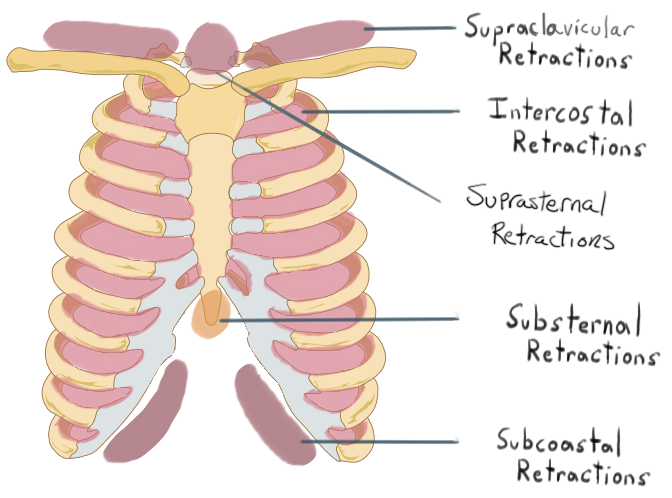 Supraclavicular
Retractions
Intercostal
Retractions
Suprasternal
Retractions
Substernal
Retractions
Subcoastal
Retractions